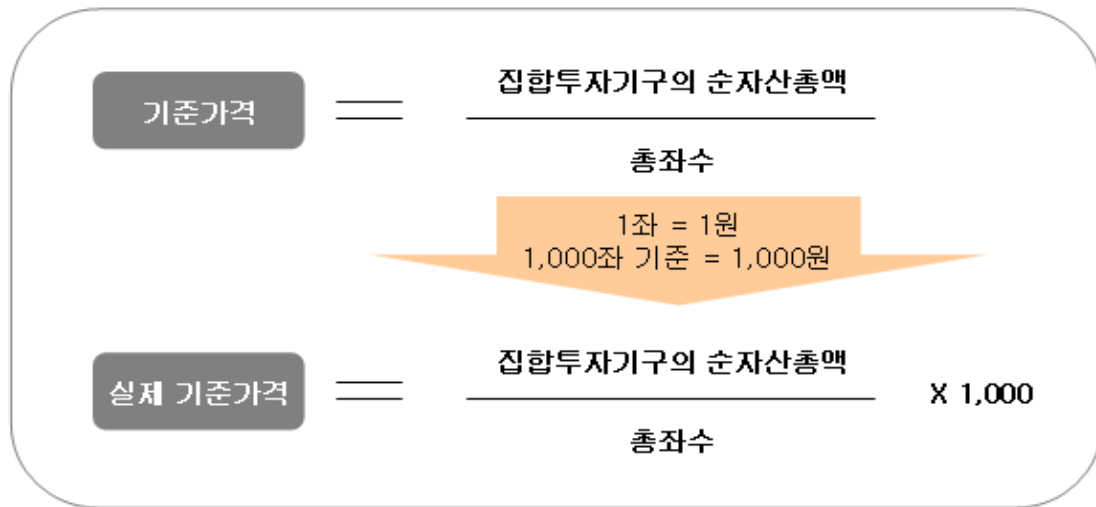 집합투자기구의 순자산총액
기준가격
총좌수
1좌 = 1원
1,000좌 기준 = 1,000원
집합투자기구의 순자산총액
실제 기준가격
X 1,000
총좌수